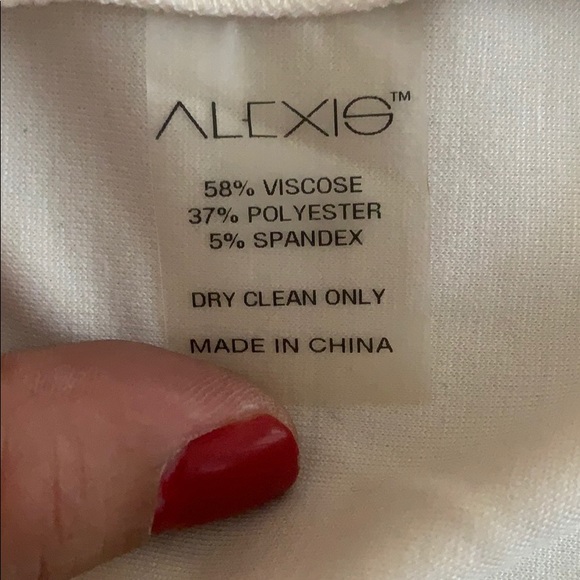 ALEXIS™
58% VISCOSE
37% POLYESTER
5% SPANDEX
DRY CLEAN ONLY
MADE IN CHINA